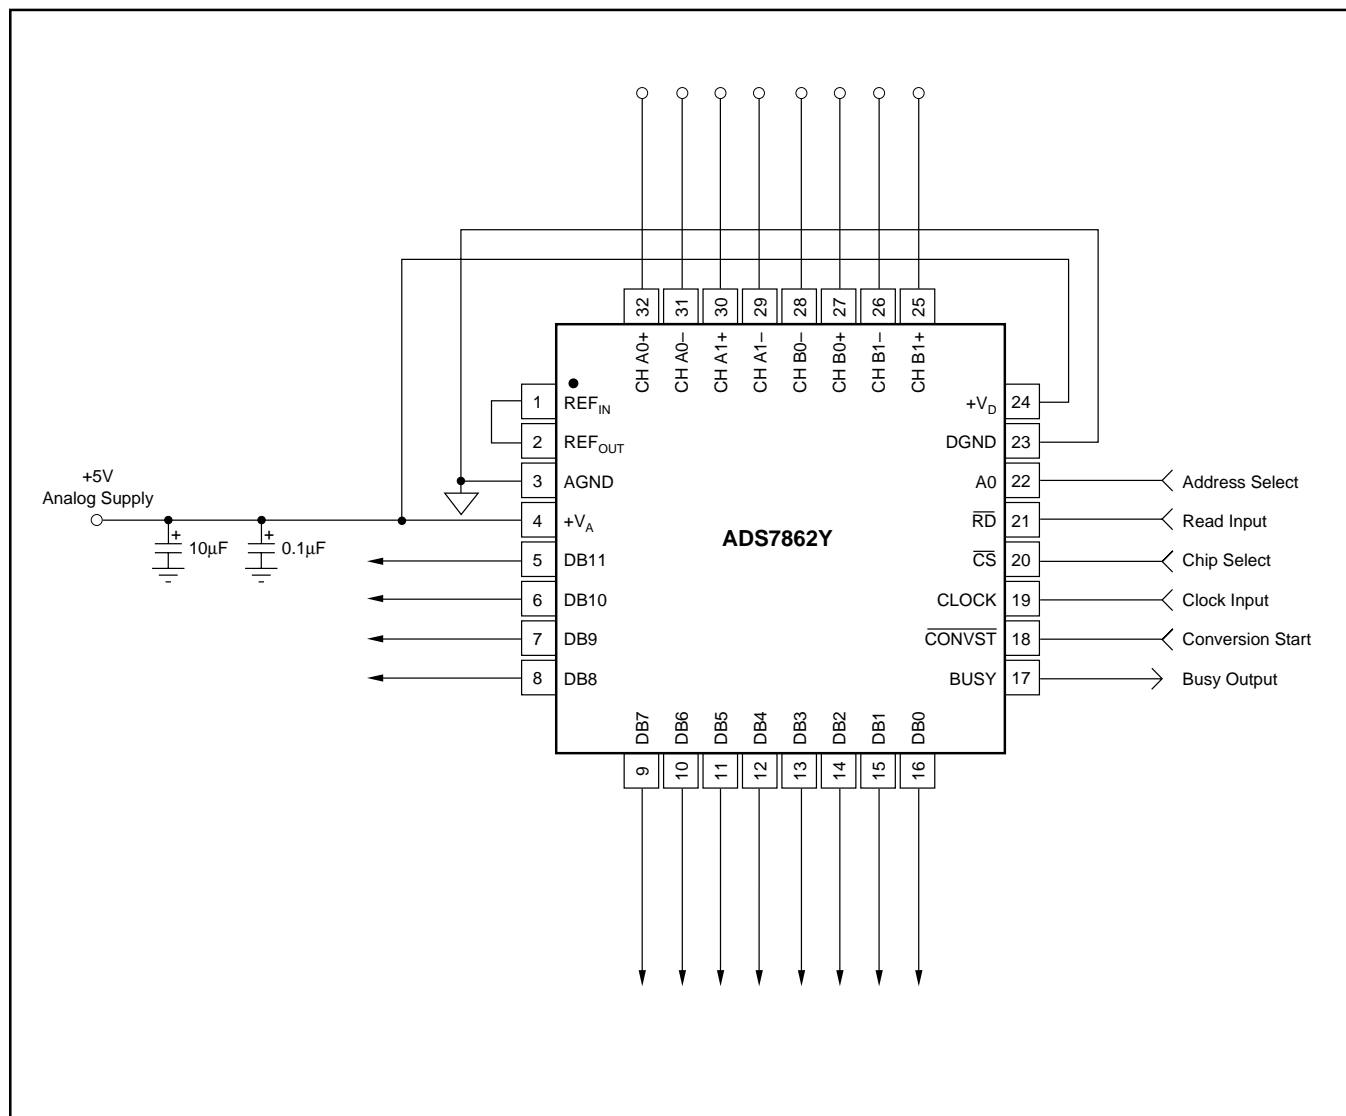 32 31 30 29 28 27 26 25
CH A0+ CH A0– CH A1+ CH A1– CH B0– CH B0+ CH B1– CH B1+
1 REFIN
2 REFOUT
3 AGND
4 +VA
5 DB11
6 DB10
7 DB9
8 DB8
+5V
Analog Supply
+ 10µF
+ 0.1µF
ADS7862Y
+VD 24
DGND 23
A0 22 Address Select
RD 21 Read Input
CS 20 Chip Select
CLOCK 19 Clock Input
CONVST 18 Conversion Start
BUSY 17 Busy Output
DB7 DB6 DB5 DB4 DB3 DB2 DB1 DB0
9 10 11 12 13 14 15 16